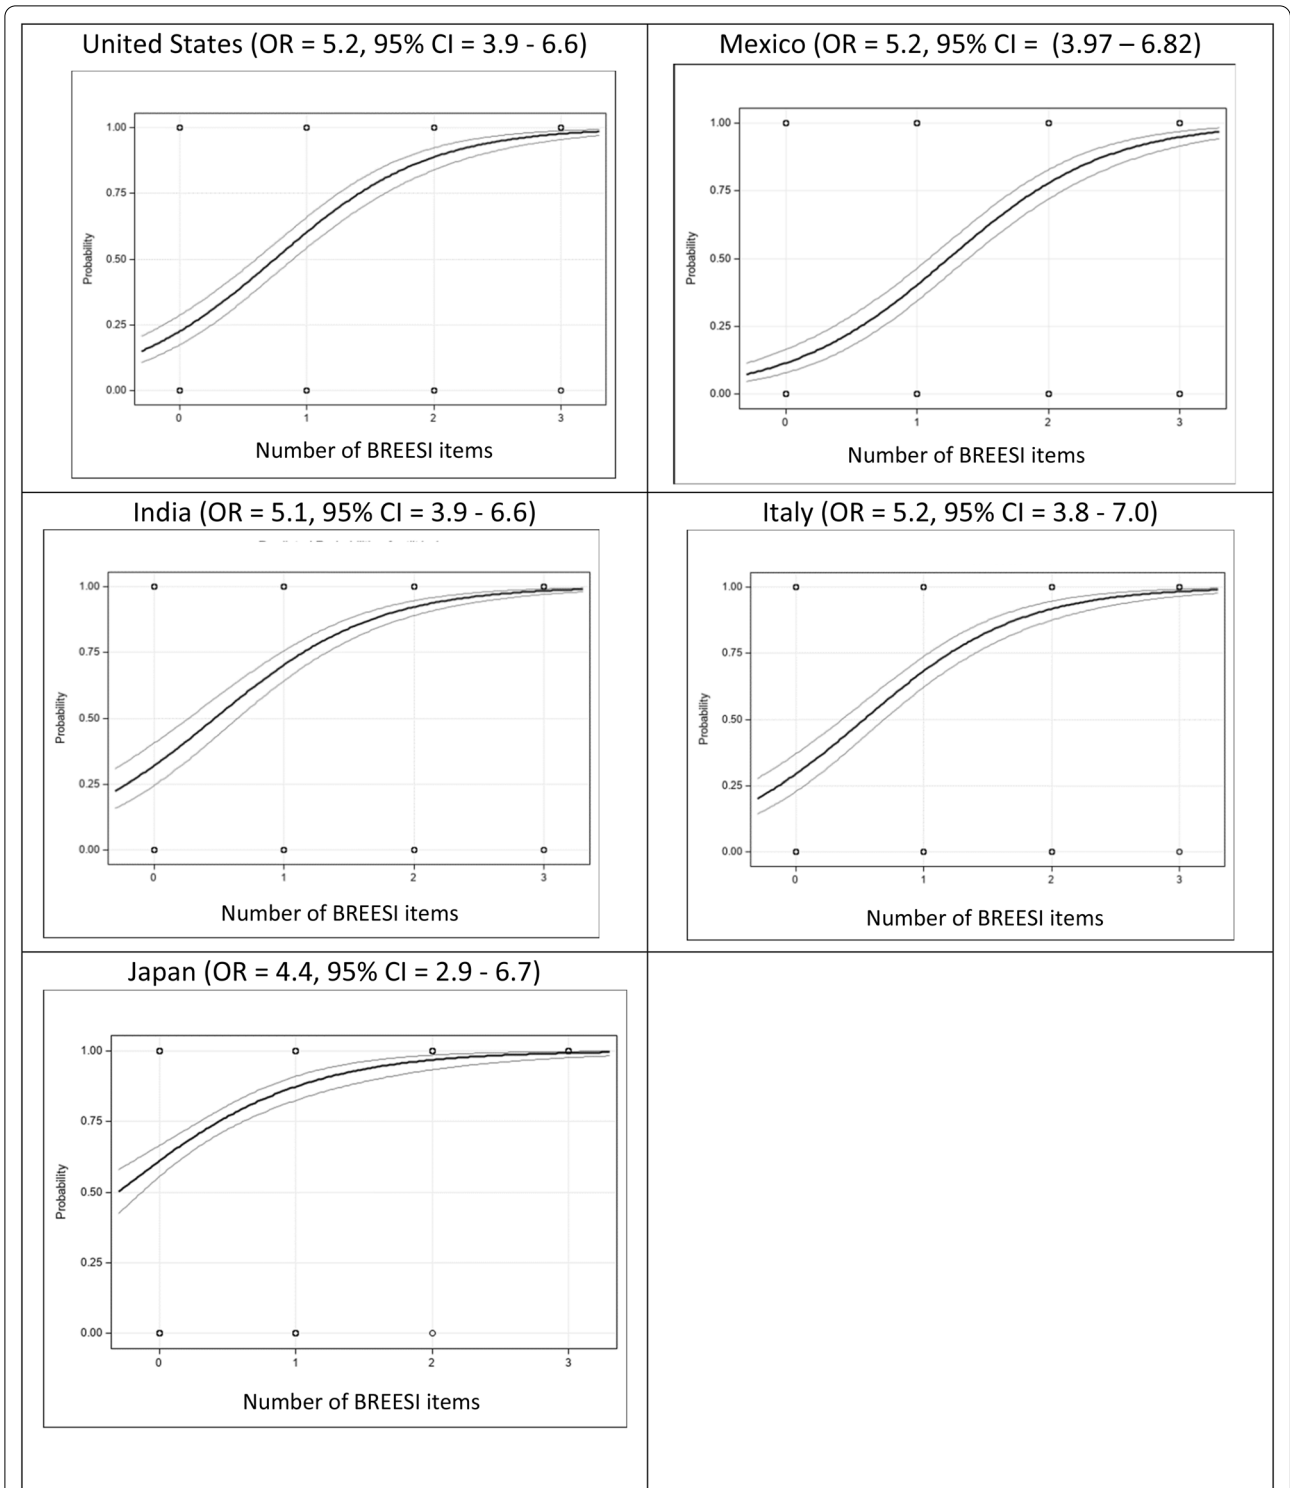 United States (OR = 5.2, 95% CI = 3.9 - 6.6)
1.00
0.75
0.50
0.25
0.00
Probability
0 1 2 3
Number of BREESI items
Mexico (OR = 5.2, 95% CI = (3.97 – 6.82)
1.00
0.75
0.50
0.25
0.00
Probability
0 1 2 3
Number of BREESI items
India (OR = 5.1, 95% CI = 3.9 - 6.6)
1.00
0.75
0.50
0.25
0.00
Probability
0 1 2 3
Number of BREESI items
Italy (OR = 5.2, 95% CI = 3.8 - 7.0)
1.00
0.75
0.50
0.25
0.00
Probability
0 1 2 3
Number of BREESI items
Japan (OR = 4.4, 95% CI = 2.9 - 6.7)
1.00
0.75
0.50
0.25
0.00
Probability
0 1 2 3
Number of BREESI items